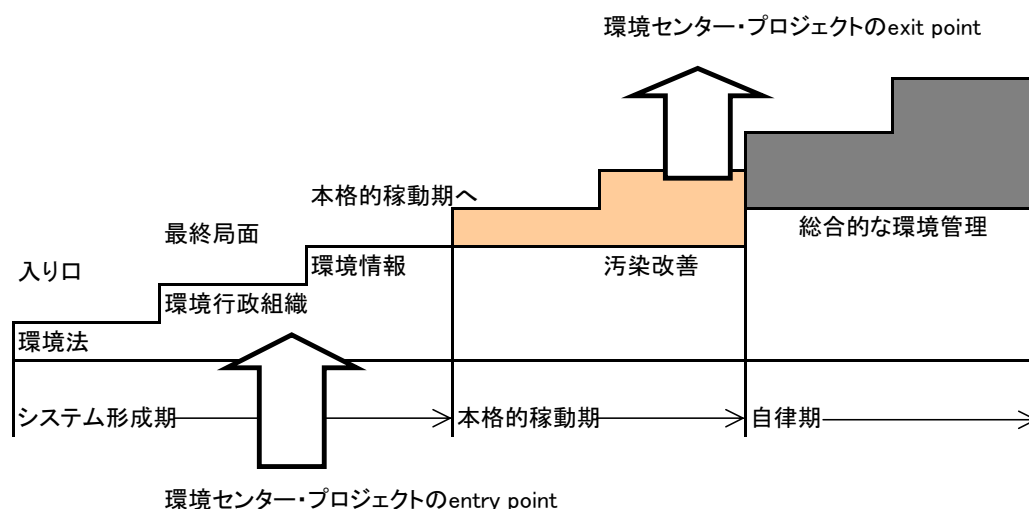 環境センター・プロジェクトのexit point
本格的稼動期へ
最終局面
総合的な環境管理
入り口
環境情報
汚染改善
環境行政組織
環境法
システム形成期
本格的稼動期
自律期
環境センター・プロジェクトのentry point